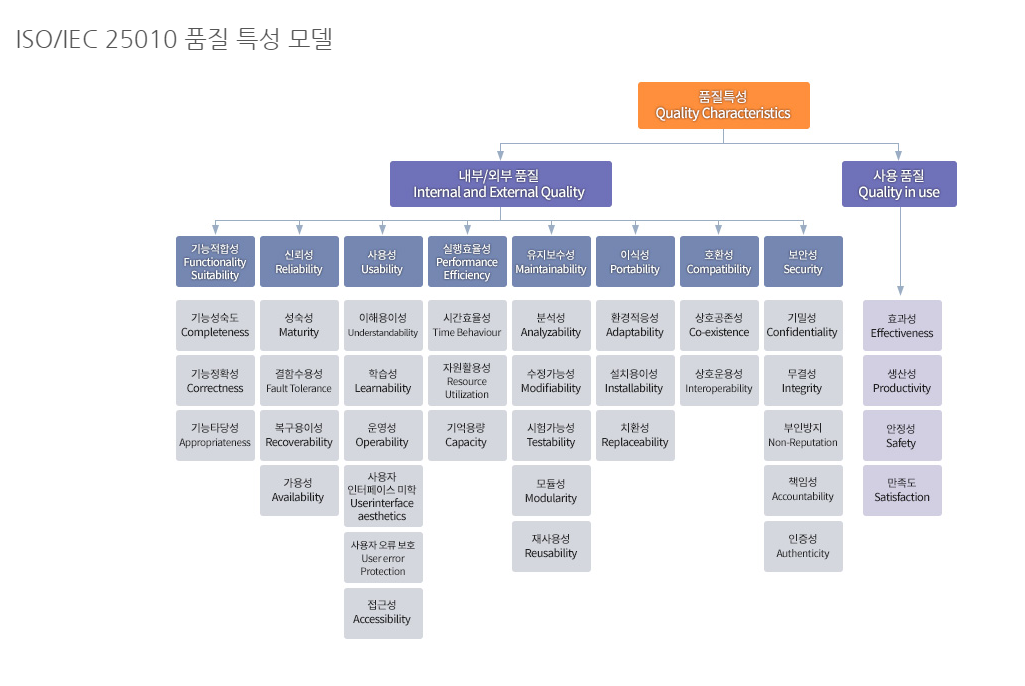 ISO/IEC 25010 품질 특성 모델
품질특성
Quality Characteristics
내부/외부 품질
Internal and External Quality
사용 품질
Quality in use
기능적합성
Functionality
Suitability
신뢰성
Reliability
사용성
Usability
실행효율성
Performance
Efficiency
유지보수성
Maintainability
이식성
Portability
호환성
Compatibility
보안성
Security
기능성숙도
Completeness
성숙성
Maturity
이해용이성
Understandability
시간효율성
Time Behaviour
분석성
Analyzability
환경적응성
Adaptability
상호공존성
Co-existence
기밀성
Confidentiality
효과성
Effectiveness
기능정확성
Correctness
결함수용성
Fault Tolerance
학습성
Learnability
자원활용성
Resource
Utilization
수정가능성
Modifiability
설치용이성
Installability
상호운용성
Interoperability
무결성
Integrity
생산성
Productivity
기능타당성
Appropriateness
복구용이성
Recoverability
운영성
Operability
기억용량
Capacity
시험가능성
Testability
치환성
Replaceability
부인방지
Non-Reputation
안정성
Safety
가용성
Availability
사용자
인터페이스 미학
Userinterface
aesthetics
모듈성
Modularity
책임성
Accountability
만족도
Satisfaction
사용자 오류 보호
User error
Protection
재사용성
Reusability
인증성
Authenticity
접근성
Accessibility